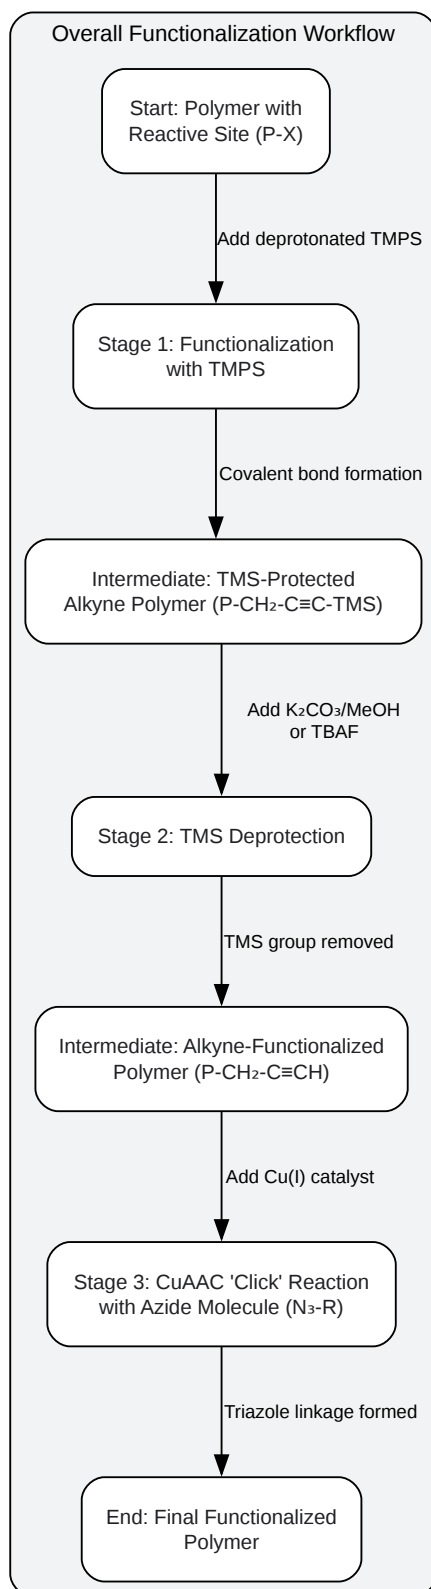 Overall Functionalization Workflow
Start: Polymer with
Reactive Site (P-X)
Add deprotonated TMPS
Stage 1: Functionalization
with TMPS
Covalent bond formation
Intermediate: TMS-Protected
Alkyne Polymer (P-CH₂-C≡C-TMS)
Add K₂CO₃/MeOH
or TBAF
Stage 2: TMS Deprotection
TMS group removed
Intermediate: Alkyne-Functionalized
Polymer (P-CH₂-C≡CH)
Add Cu(I) catalyst
Stage 3: CuAAC 'Click' Reaction
with Azide Molecule (N₃-R)
Triazole linkage formed
End: Final Functionalized
Polymer